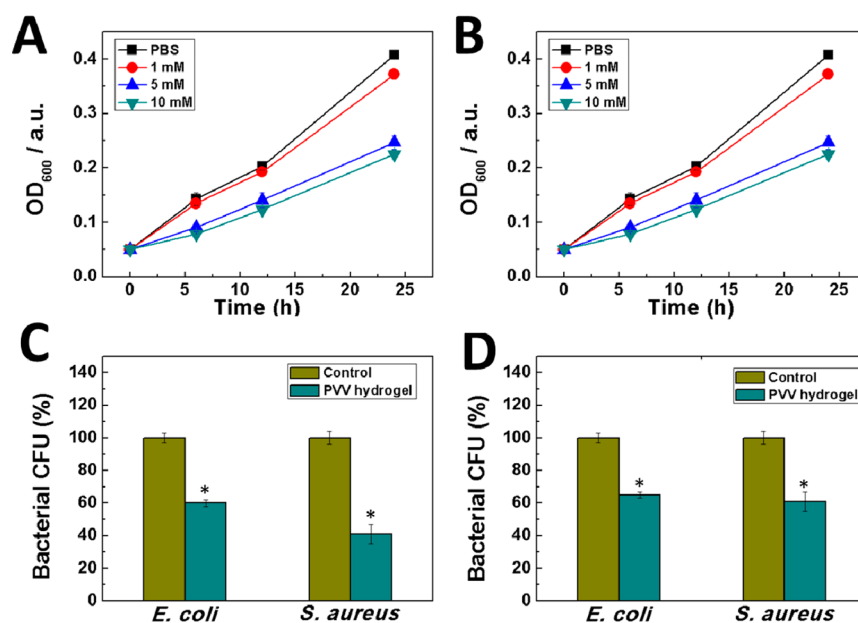 A
PBS
1 mM
5 mM
10 mM
OD600 / a.u.
0.4
0.3
0.2
0.1
0.0
0 5 10 15 20 25
Time (h)
B
PBS
1 mM
5 mM
10 mM
OD600 / a.u.
0.4
0.3
0.2
0.1
0.0
0 5 10 15 20 25
Time (h)
C
Control
PVV hydrogel
Bacterial CFU (%)
140
120
100
80
60
40
20
0
* *
E. coli S. aureus
D
Control
PVV hydrogel
Bacterial CFU (%)
140
120
100
80
60
40
20
0
* *
E. coli S. aureus